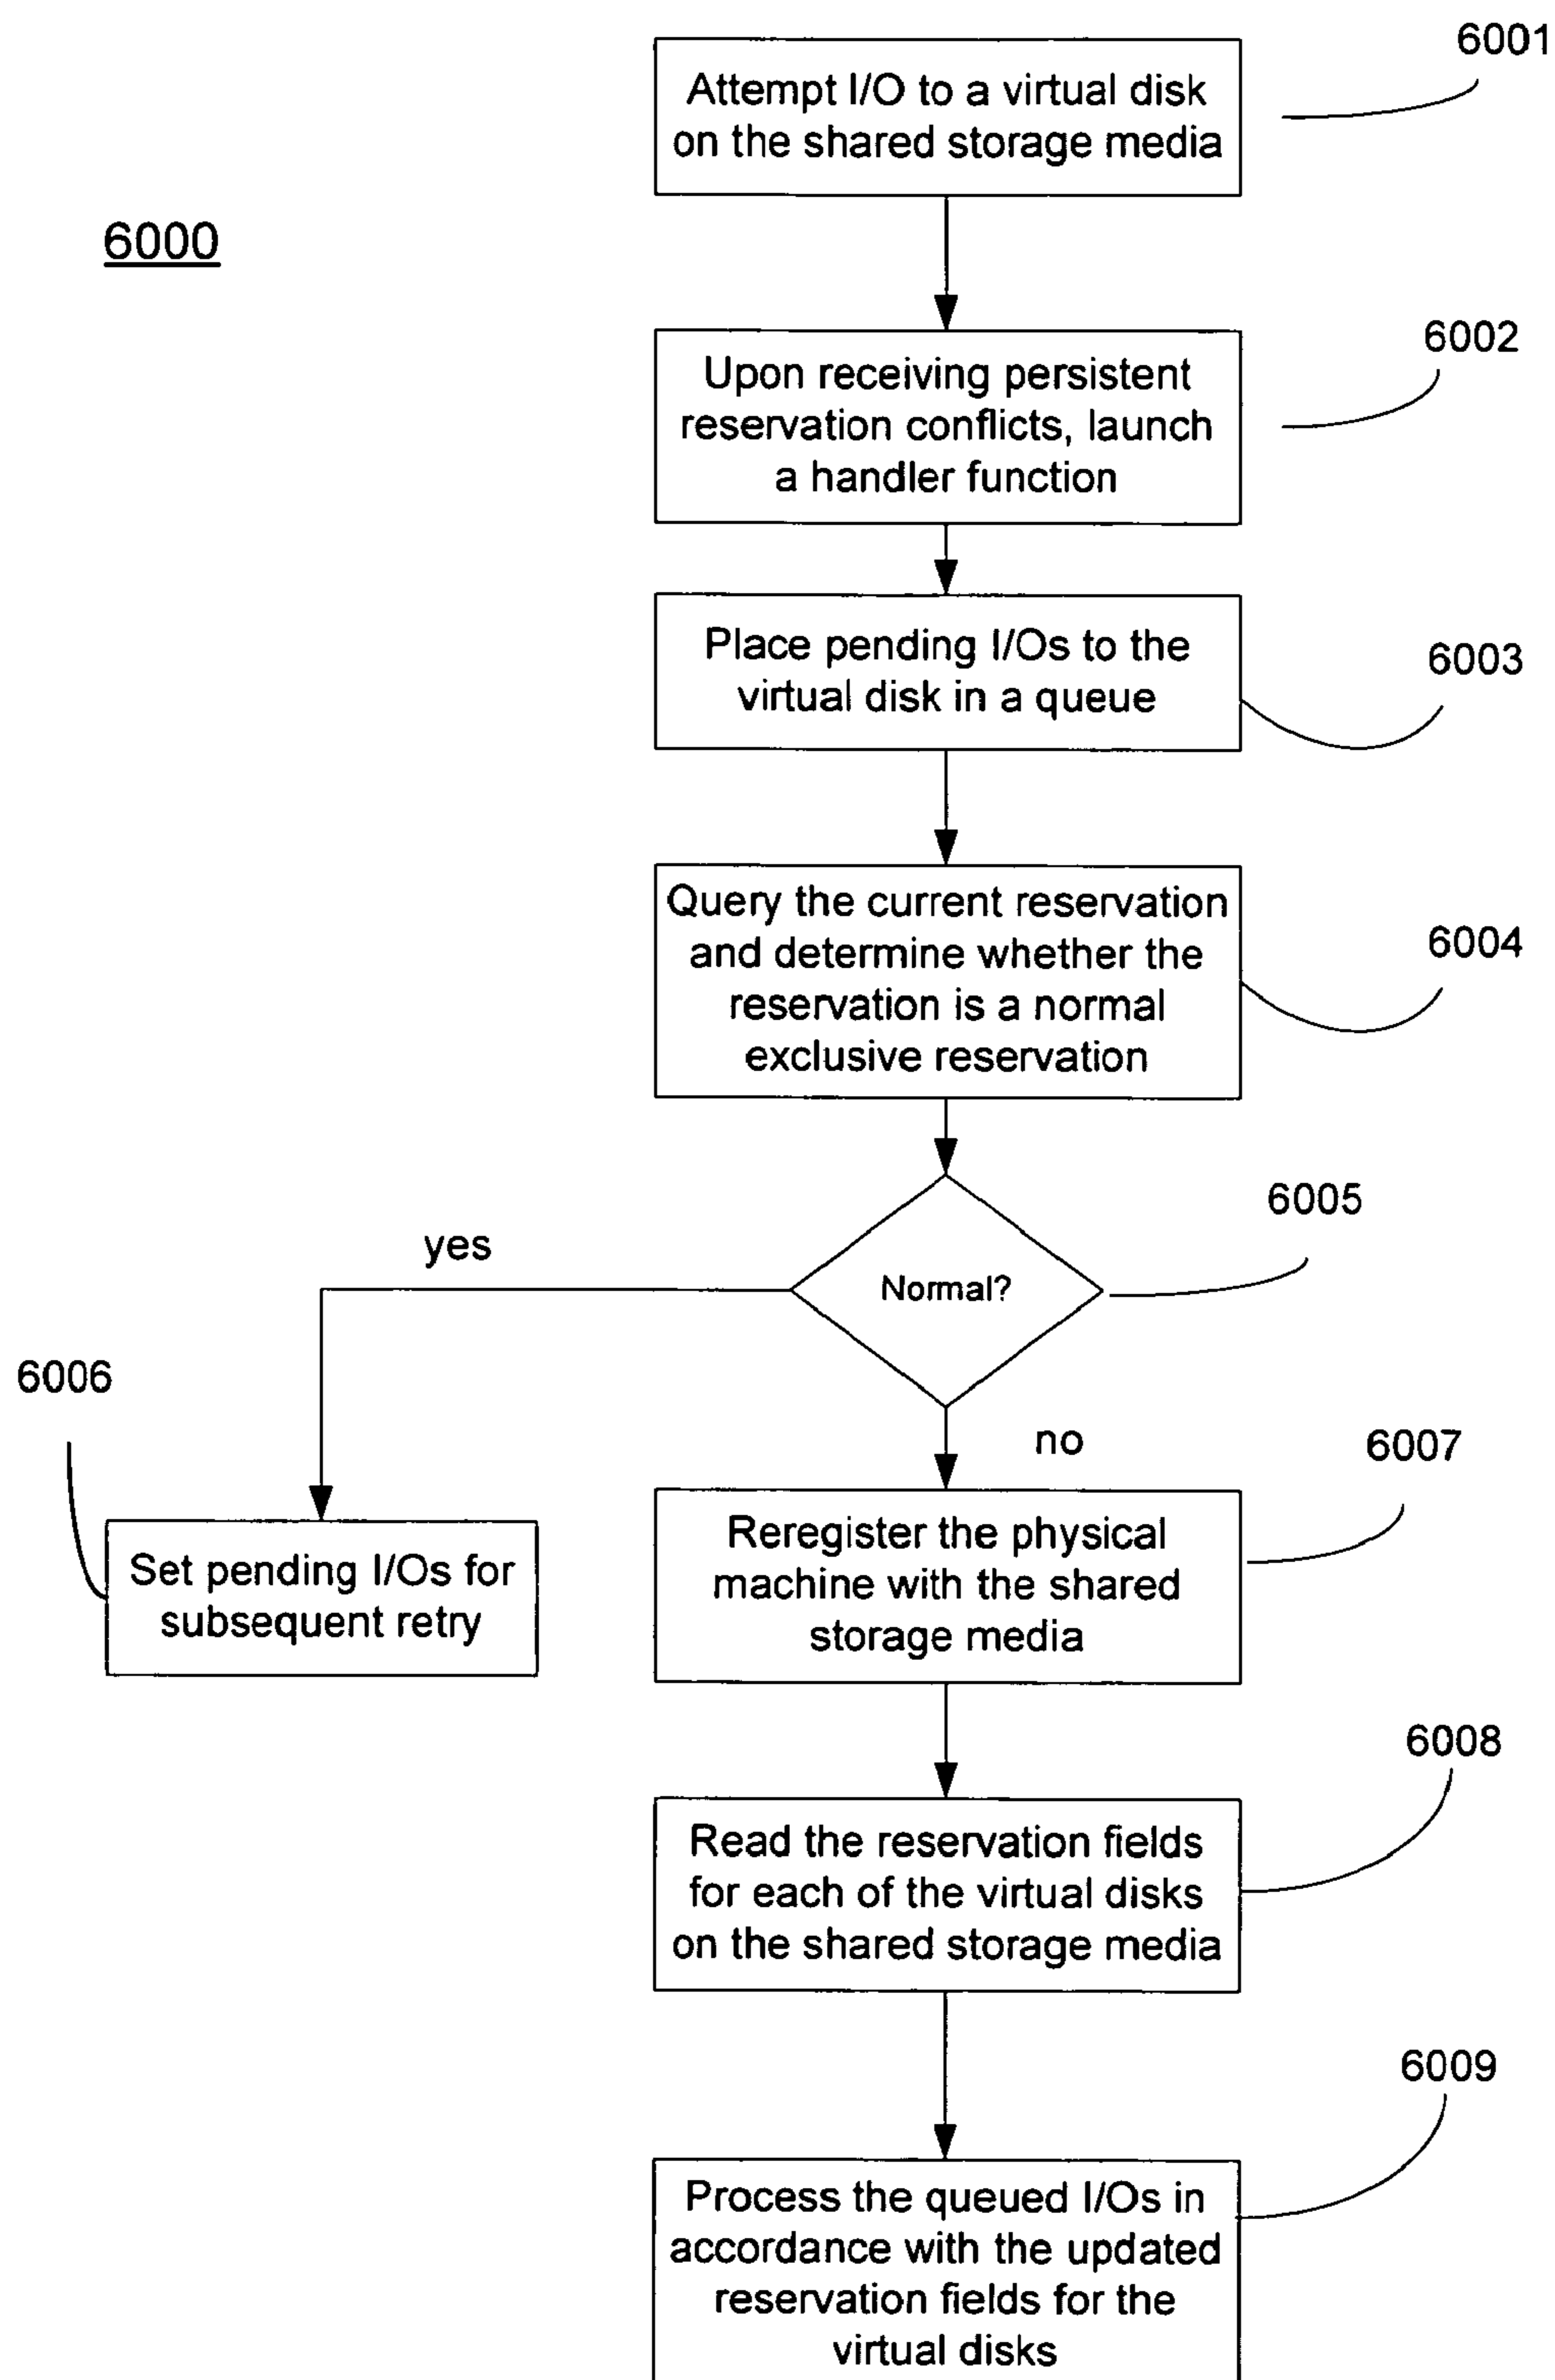 6001
Attempt I/O to a virtual disk
on the shared storage media
6000
6002
Upon receiving persistent
reservation conflicts, launch
a handler function
6003
Place pending I/Os to the
virtual disk in a queue
6004
Query the current reservation
and determine whether the
reservation is a normal
exclusive reservation
6005
yes
Normal?
6006
no
6007
Set pending I/Os for
subsequent retry
Reregister the physical
machine with the shared
storage media
6008
Read the reservation fields
for each of the virtual disks
on the shared storage media
6009
Process the queued I/Os in
accordance with the updated
reservation fields for the
virtual disks